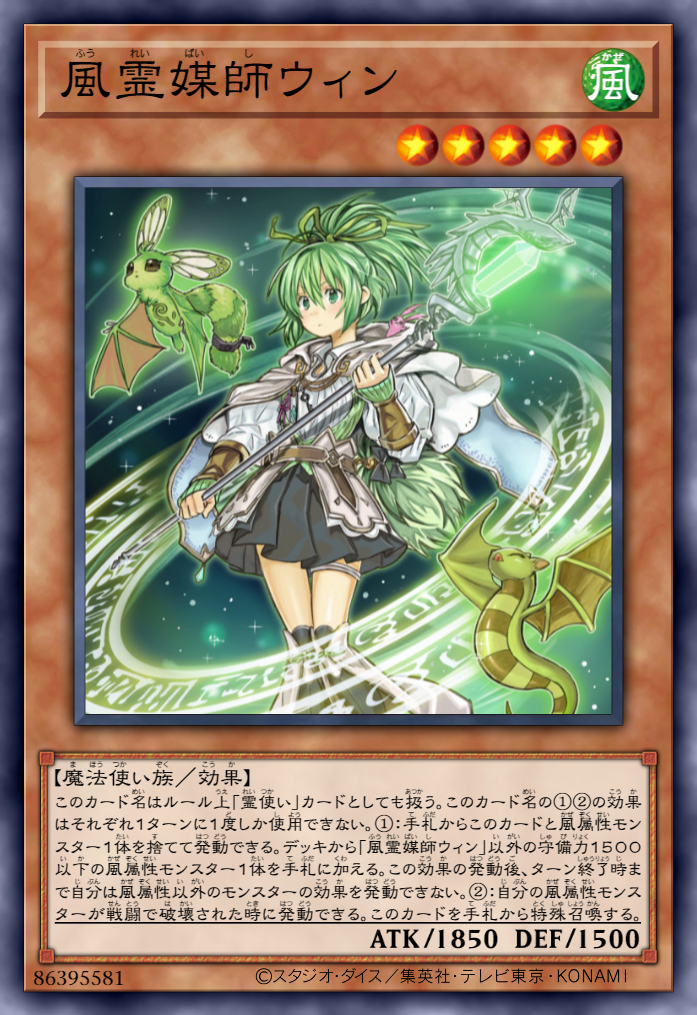 風霊媒師ウィン
風
【魔法使い族／効果】
このカード名はルール上「霊使い」カードとしても扱う。このカード名の①②の効果
はそれぞれ1ターンに1度しか使用できない。①：手札からこのカードと風属性モン
スター1体を捨てて発動できる。デッキから「風霊媒師ウィン」以外の守備力1500
以下の風属性モンスター1体を手札に加える。この効果の発動後、ターン終了時ま
で自分は風属性以外のモンスターの効果を発動できない。②：自分の風属性モンス
ターが戦闘で破壊された時に発動できる。このカードを手札から特殊召喚する。
ATK/1850 DEF/1500
86395581 ©スタジオ・ダイス／集英社・テレビ東京・KONAMI